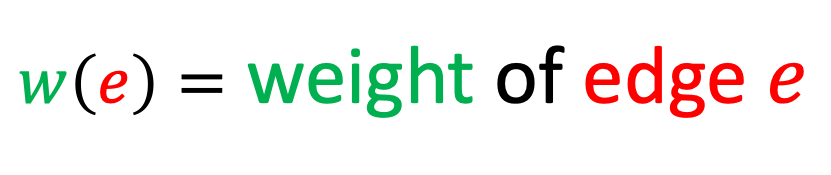 w(e) = weight of edge e